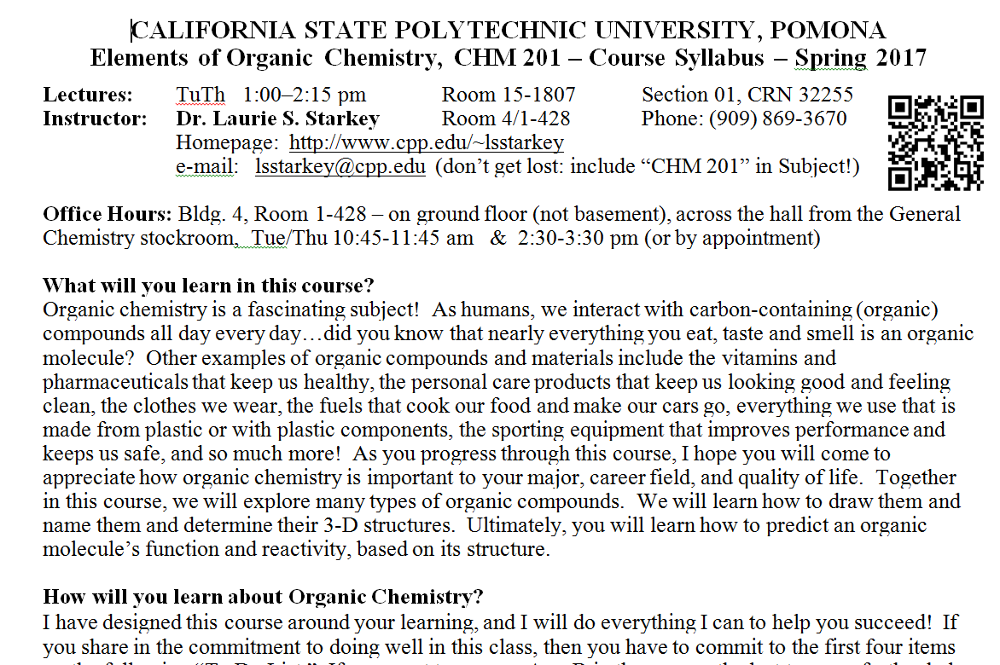 CALIFORNIA STATE POLYTECHNIC UNIVERSITY, POMONA
Elements of Organic Chemistry, CHM 201 – Course Syllabus – Spring 2017
Lectures: TuTh 1:00–2:15 pm Room 15-1807 Section 01, CRN 32255
Instructor: Dr. Laurie S. Starkey Room 4/1-428 Phone: (909) 869-3670
Homepage: http://www.cpp.edu/~lsstarkey
e-mail: lsstarkey@cpp.edu (don’t get lost: include “CHM 201” in Subject!)
Office Hours: Bldg. 4, Room 1-428 – on ground floor (not basement), across the hall from the General
Chemistry stockroom, Tue/Thu 10:45-11:45 am & 2:30-3:30 pm (or by appointment)
What will you learn in this course?
Organic chemistry is a fascinating subject! As humans, we interact with carbon-containing (organic)
compounds all day every day…did you know that nearly everything you eat, taste and smell is an organic
molecule? Other examples of organic compounds and materials include the vitamins and
pharmaceuticals that keep us healthy, the personal care products that keep us looking good and feeling
clean, the clothes we wear, the fuels that cook our food and make our cars go, everything we use that is
made from plastic or with plastic components, the sporting equipment that improves performance and
keeps us safe, and so much more! As you progress through this course, I hope you will come to
appreciate how organic chemistry is important to your major, career field, and quality of life. Together
in this course, we will explore many types of organic compounds. We will learn how to draw them and
name them and determine their 3-D structures. Ultimately, you will learn how to predict an organic
molecule’s function and reactivity, based on its structure.
How will you learn about Organic Chemistry?
I have designed this course around your learning, and I will do everything I can to help you succeed! If
you share in the commitment to doing well in this class, then you have to commit to the first four items